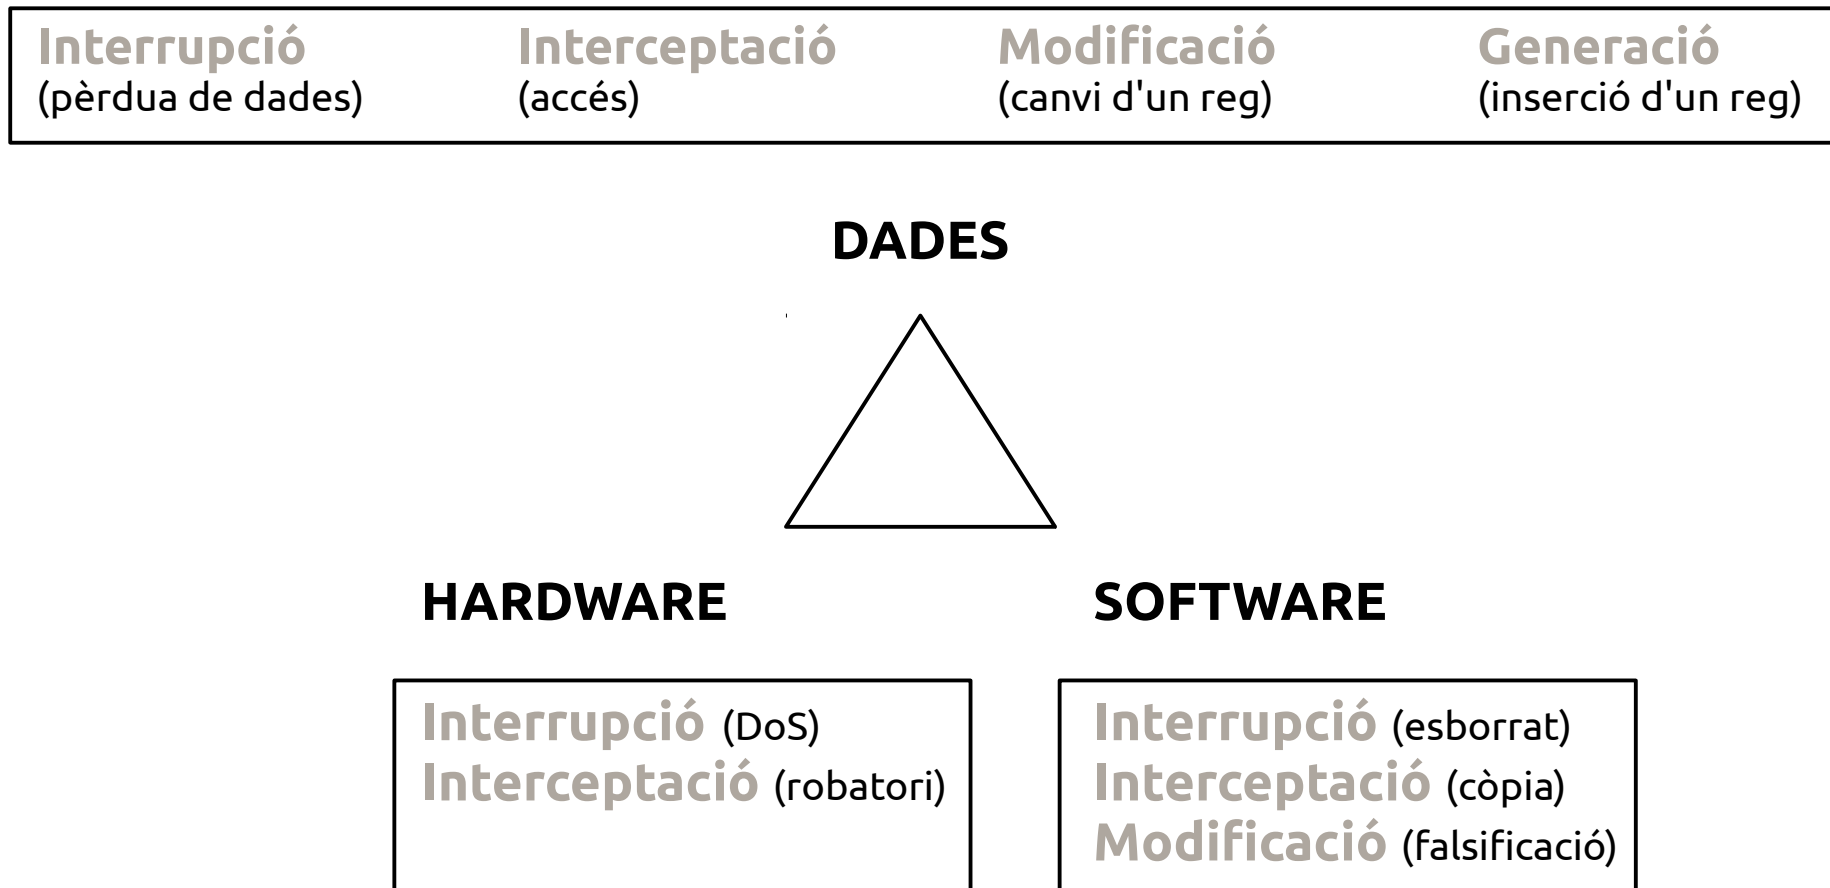 Interrupció Interceptació Modificació Generació
(pèrdua de dades) (accés) (canvi d'un reg) (inserció d'un reg)
DADES
HARDWARE SOFTWARE
Interrupció (DoS)
Interceptació (robatori)
Interrupció (esborrat)
Interceptació (còpia)
Modificació (falsificació)